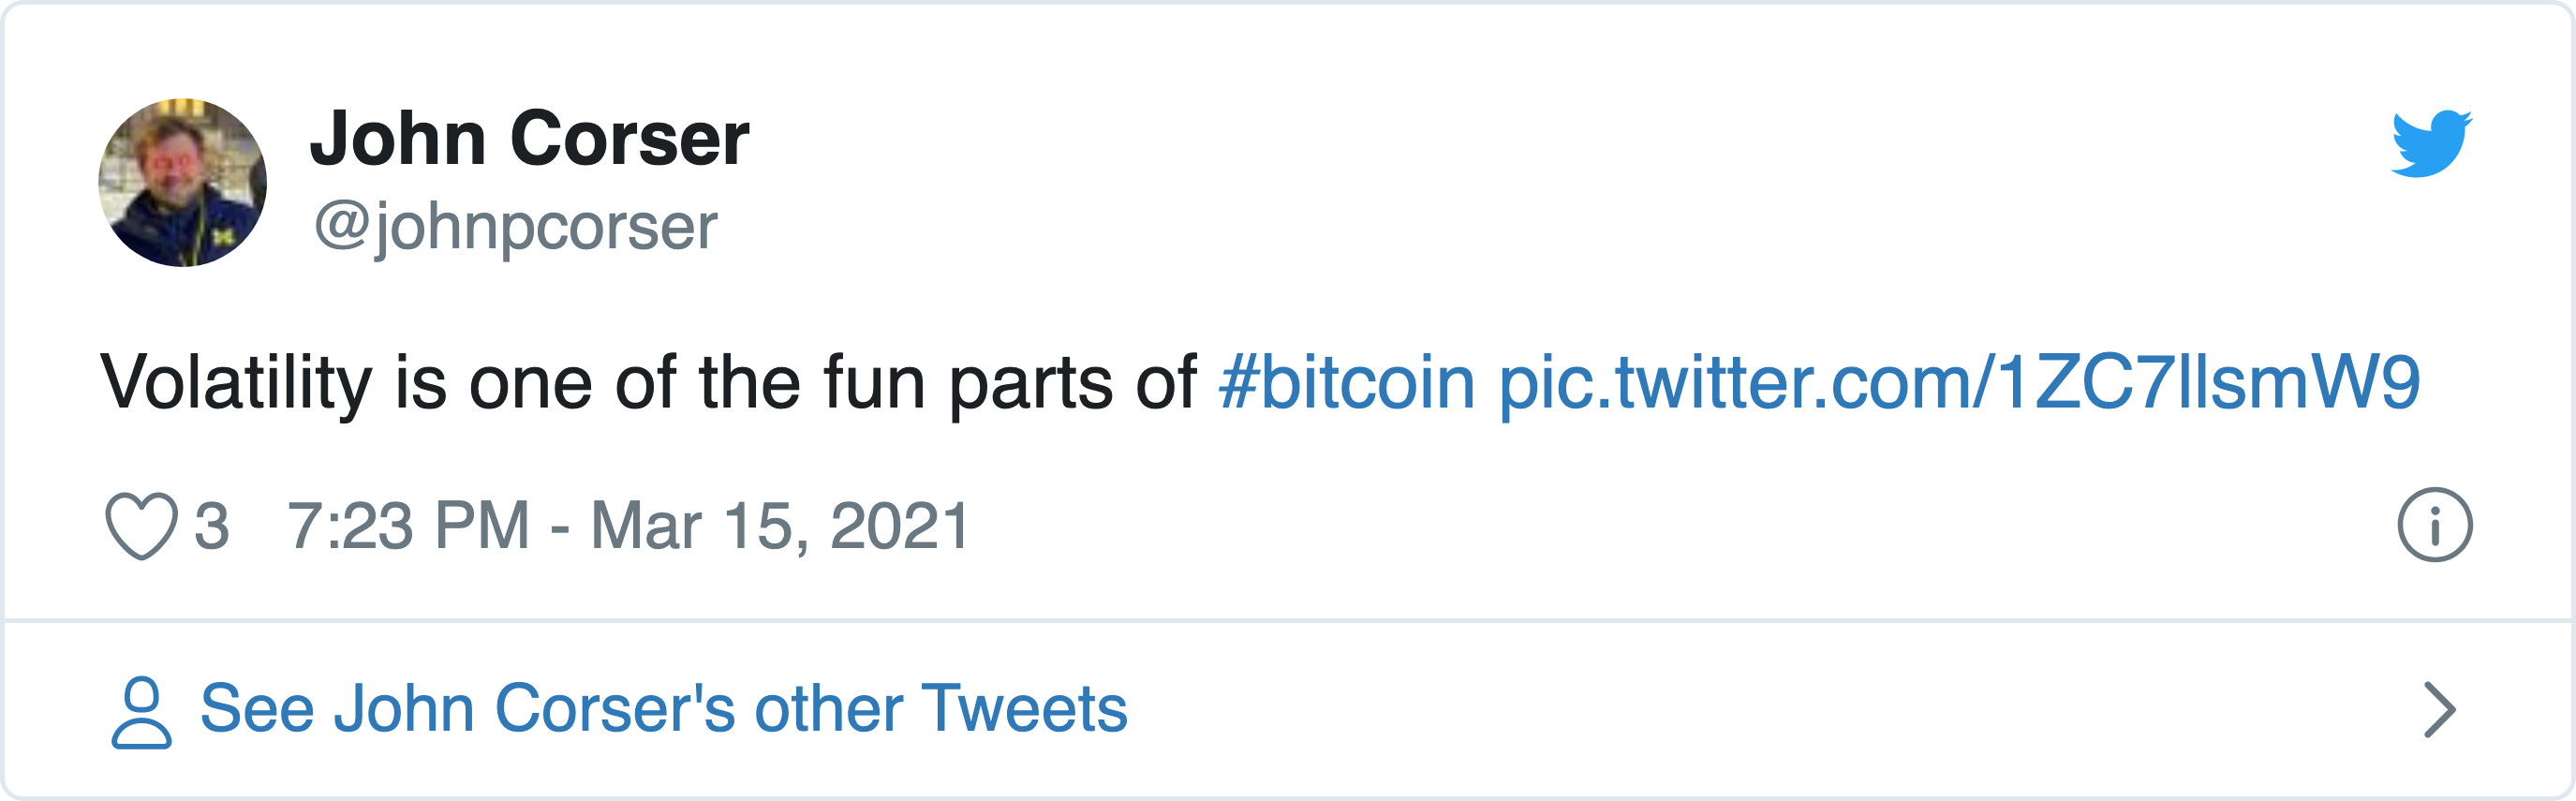 John Corser
@johnpcorser
Volatility is one of the fun parts of #bitcoin pic.twitter.com/1ZC7llsmW9
3 7:23 PM - Mar 15, 2021
See John Corser's other Tweets